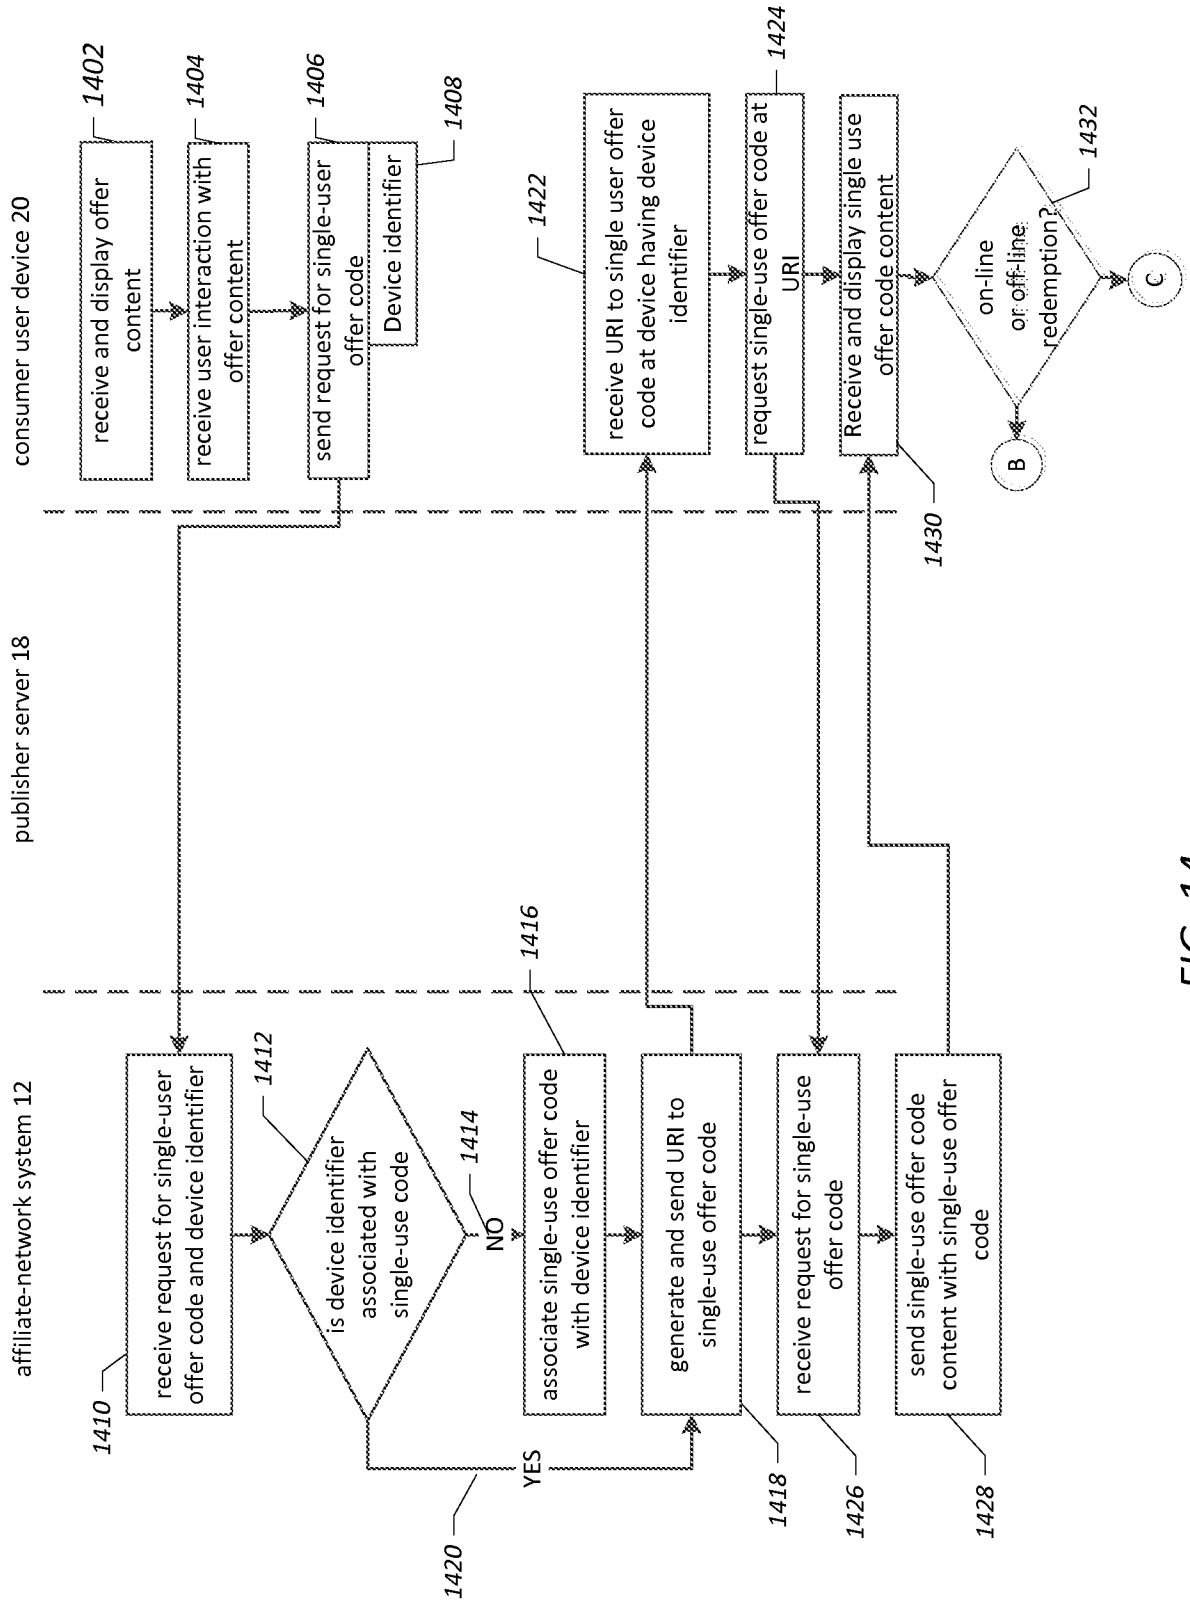 affiliate-network system 12
publisher server 18
consumer user device 20
1410
receive request for single-user
offer code and device identifier
1412
is device identifier
associated with
single-use code
1414
NO
1420
YES
1416
associate single-use offer code
with device identifier
generate and send URI to
single-use offer code
1418
receive request for single-use
offer code
1426
send single-use offer code
content with single-use offer
code
1428
1402
receive and display offer
content
1404
receive user interaction with
offer content
1406
send request for single-user
offer code
Device identifier
1408
1422
receive URI to single user offer
code at device having device
identifier
1424
request single-use offer code at
URI
Receive and display single use
offer code content
1430
on-line
or off-line
redemption?
1432
B
C
FIG. 14